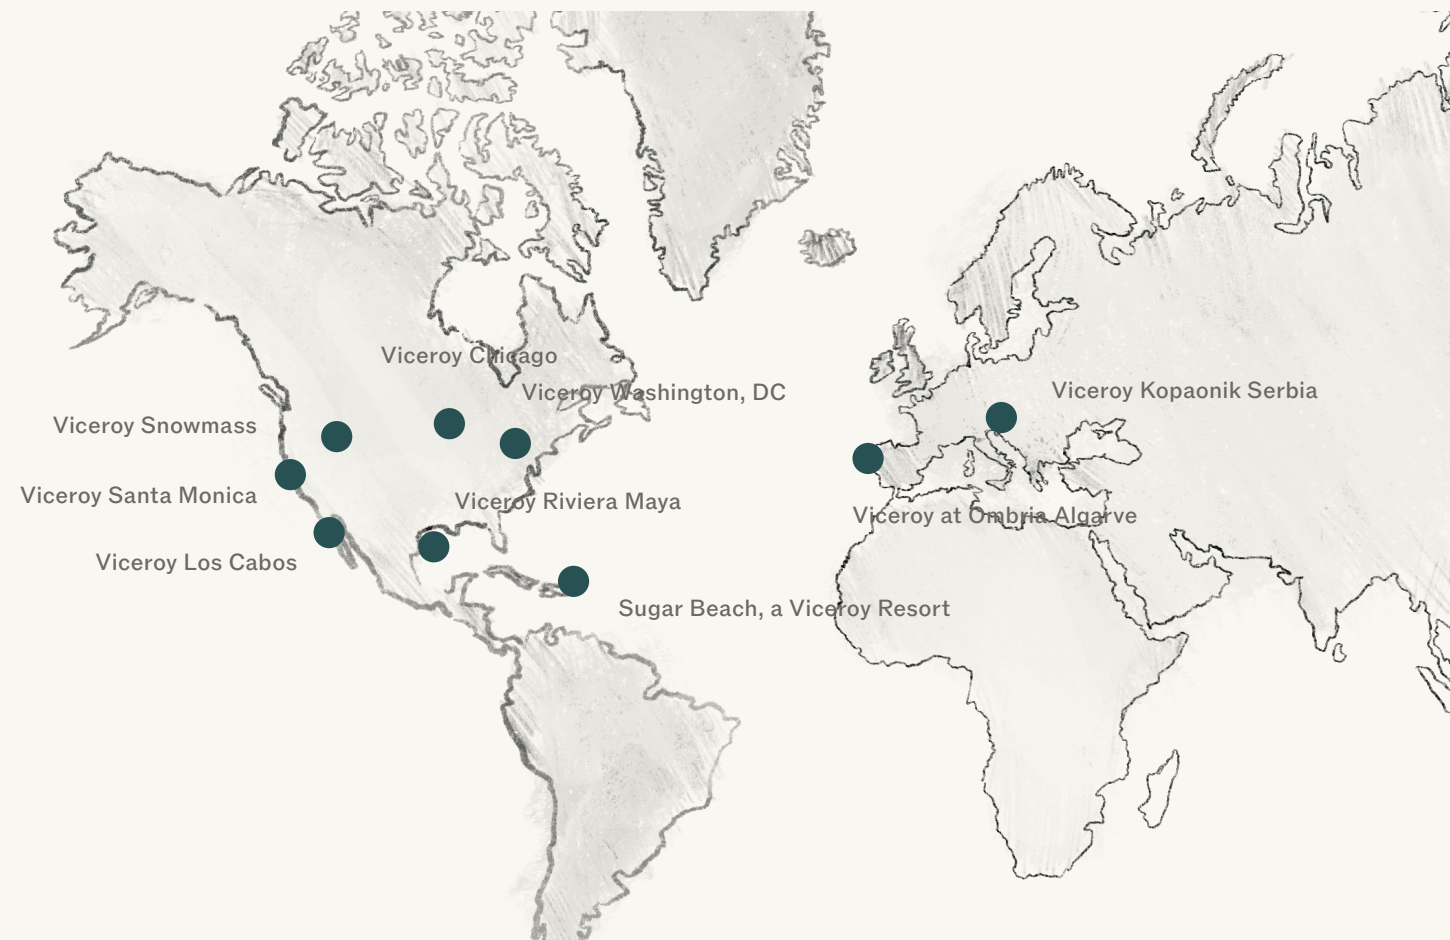 Viceroy Chicago
Viceroy Washington, DC
Viceroy Kopaonik Serbia
Viceroy Snowmass
Viceroy Santa Monica
Viceroy Riviera Maya
Viceroy at Ombria Algarve
Viceroy Los Cabos
Sugar Beach, a Viceroy Resort